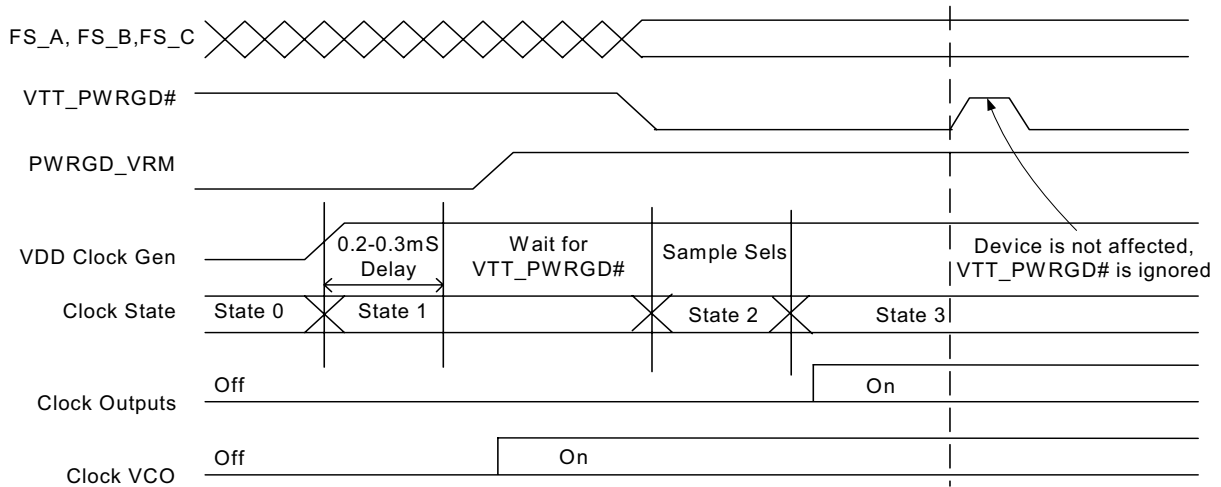 FS_A, FS_B,FS_C
VTT_PWRGD#
PWRGD_VRM
VDD Clock Gen
0.2-0.3mS
Delay
Wait for
VTT_PWRGD#
Sample Sels
Device is not affected,
VTT_PWRGD# is ignored
Clock State
State 0
State 1
State 2
State 3
Clock Outputs
Off
On
Clock VCO
Off
On